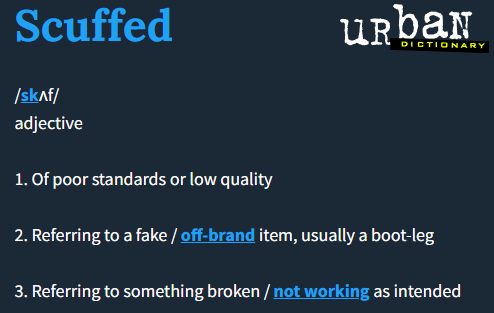 Scuffed
urban
DICTIONARY
/skʌf/
adjective
1. Of poor standards or low quality
2. Referring to a fake / off-brand item, usually a boot-leg
3. Referring to something broken / not working as intended